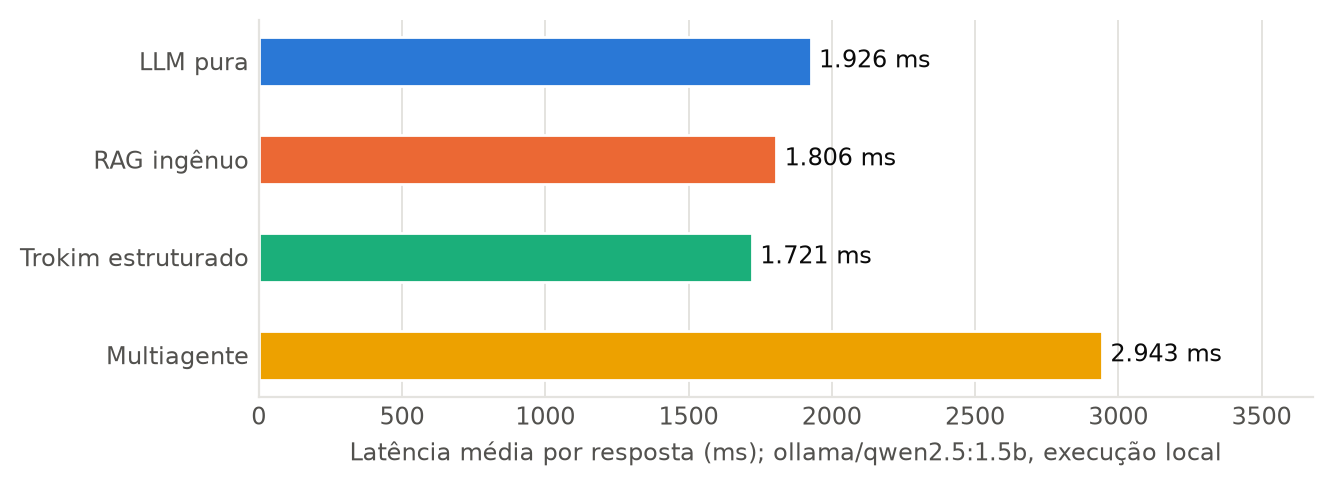 LLM pura 1.926 ms
RAG ingênuo 1.806 ms
Trokim estruturado 1.721 ms
Multiagente 2.943 ms
0 500 1000 1500 2000 2500 3000 3500
Latência média por resposta (ms); ollama/qwen2.5:1.5b, execução local